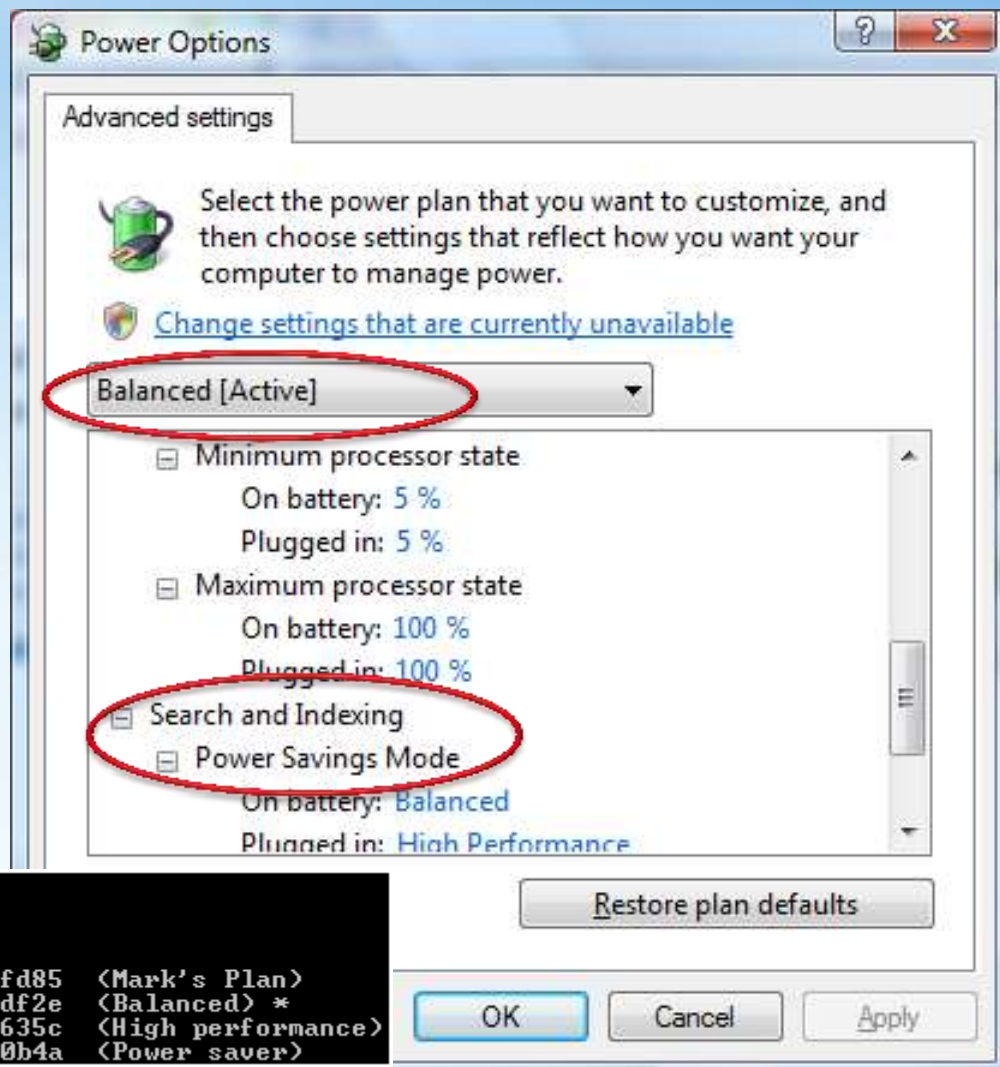 Power Options
Advanced settings
Select the power plan that you want to customize, and
then choose settings that reflect how you want your
computer to manage power.
Change settings that are currently unavailable
Balanced [Active]
Minimum processor state
On battery: 5 %
Plugged in: 5 %
Maximum processor state
On battery: 100 %
Plugged in: 100 %
Search and Indexing
Power Savings Mode
On battery: Balanced
Plugged in: High Performance
Restore plan defaults
fd85 (Mark's Plan)
df2e (Balanced) *
635c (High performance)
0b4a (Power saver)
OK Cancel Apply